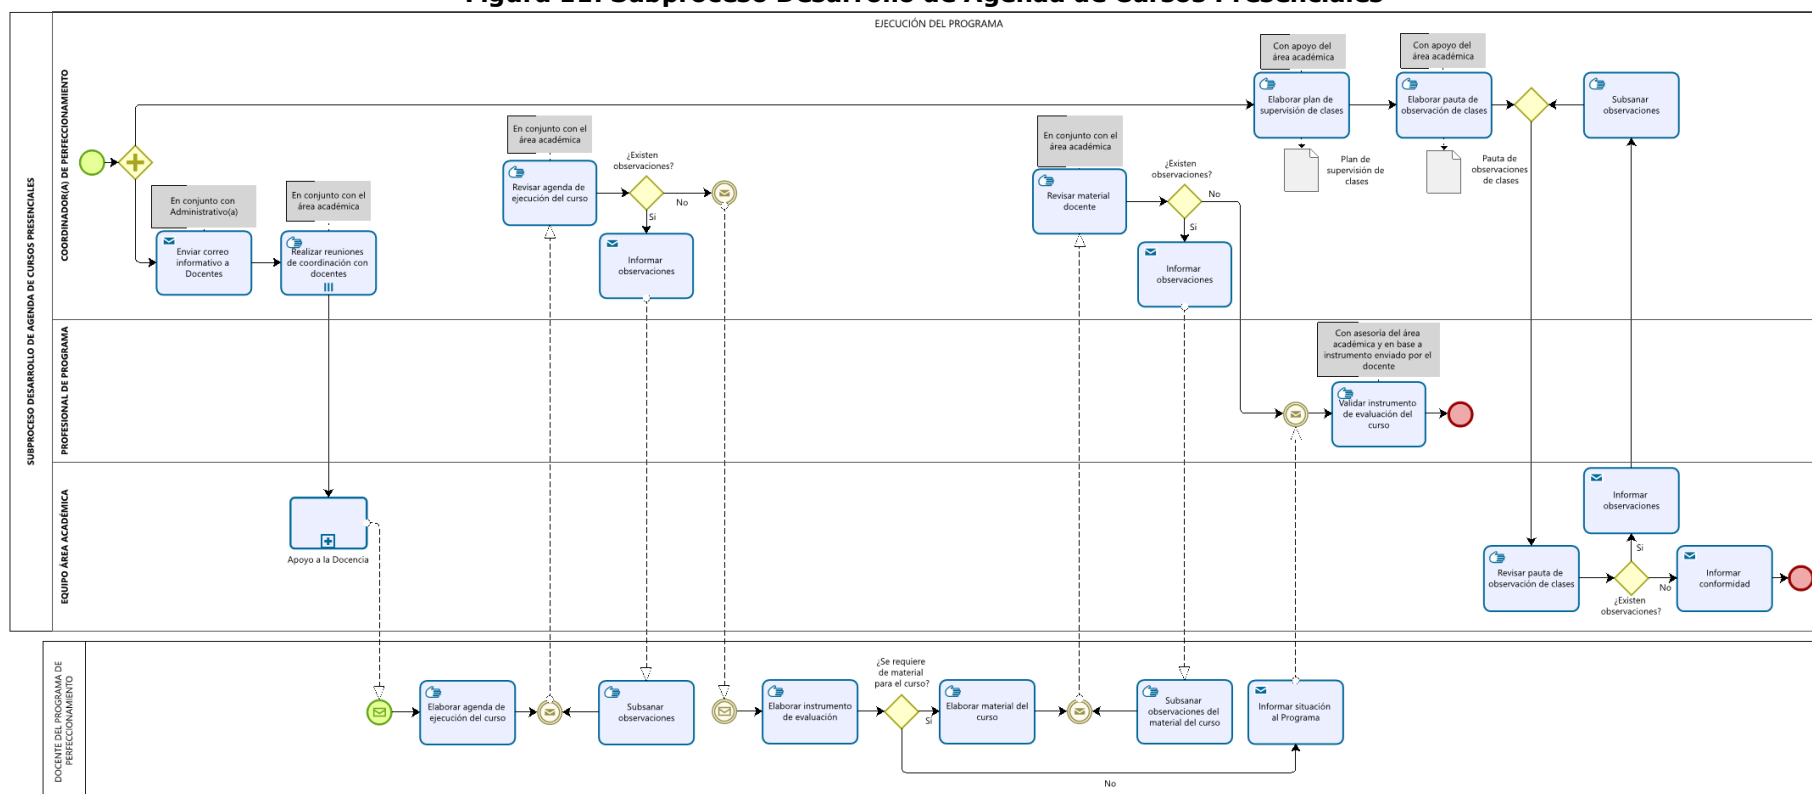 Figura 11. Subproceso Desarrollo de Agenda de Cursos Presenciales
EJECUCIÓN DEL PROGRAMA
SUBPROCESO DESARROLLO DE AGENDA DE CURSOS PRESENCIALES
COORDINADOR(A) DE PERFECCIONAMIENTO
En conjunto con
Administrativo(a)
Enviar correo
informativo a
Docentes
En conjunto con el
área académica
Realizar reuniones
de coordinación con
docentes
En conjunto con el
área académica
Revisar agenda de
ejecución del curso
¿Existen
observaciones?
No
Si
Informar
observaciones
En conjunto con el
área académica
Revisar material
docente
¿Existen
observaciones?
No
Si
Informar
observaciones
Con apoyo del
área académica
Elaborar plan de
supervisión de clases
Plan de
supervisión de
clases
Con apoyo del
área académica
Elaborar pauta de
observación de clases
Pauta de
observaciones
de clases
Subsanar
observaciones
PROFESIONAL DE PROGRAMA
Con asesoría del área
académica y en base a
instrumento enviado por el
docente
Validar instrumento
de evaluación del
curso
EQUIPO ÁREA ACADÉMICA
Apoyo a la Docencia
Revisar pauta de
observación de clases
¿Existen
observaciones?
Si
No
Informar
observaciones
Informar
conformidad
DOCENTE DEL PROGRAMA DE
PERFECCIONAMIENTO
Elaborar agenda de
ejecución del curso
Subsanar
observaciones
Elaborar instrumento
de evaluación
¿Se requiere
de material
para el curso?
Sí
No
Elaborar material del
curso
Subsanar
observaciones del
material del curso
Informar situación
al Programa